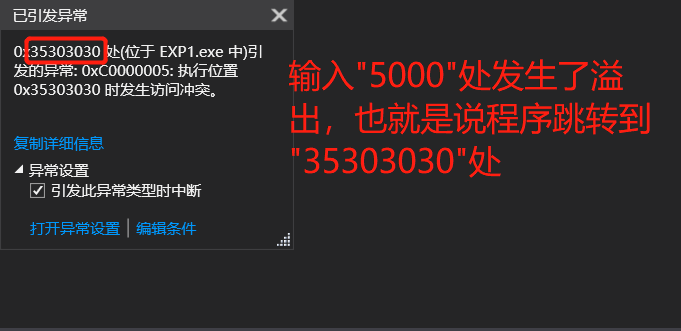 已引发异常
0x35303030 处(位于 EXP1.exe 中)引
发的异常: 0xC0000005: 执行位置
0x35303030 时发生访问冲突。
复制详细信息
异常设置
引发此异常类型时中断
打开异常设置 | 编辑条件
输入"5000"处发生了溢
出，也就是说程序跳转到
"35303030"处